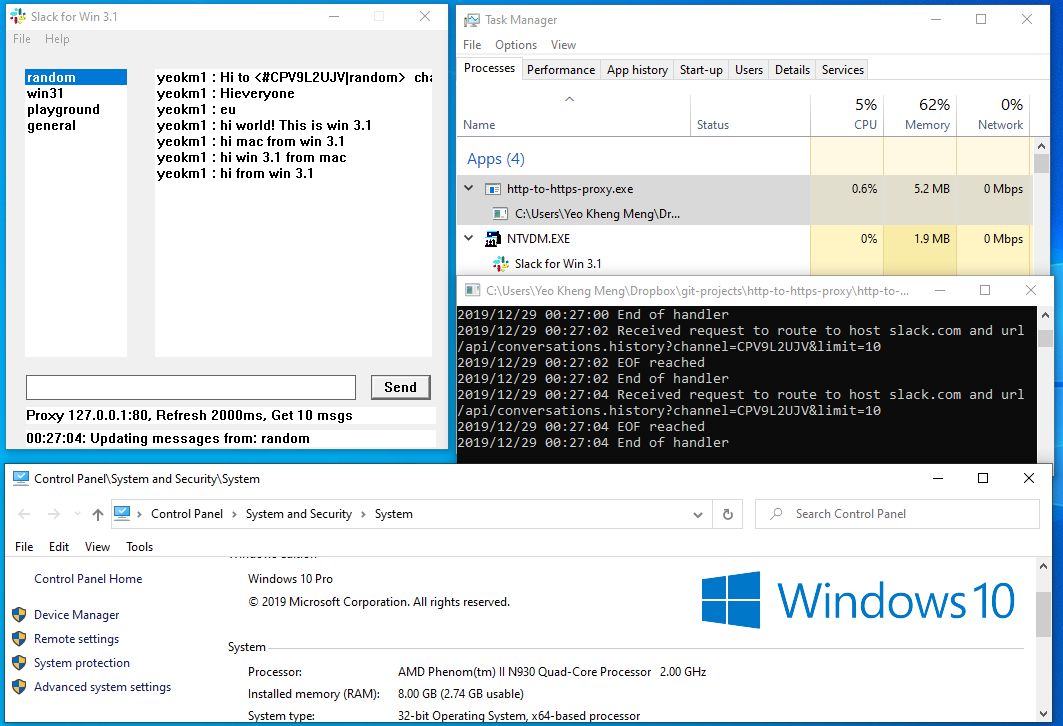 Slack for Win 3.1
File Help
random
win31
playground
general
yeokm1 : Hi to <#CPV9L2UJV|random> cha
yeokm1 : Hieveryone
yeokm1 : eu
yeokm1 : hi world! This is win 3.1
yeokm1 : hi mac from win 3.1
yeokm1 : hi win 3.1 from mac
yeokm1 : hi from win 3.1
Send
Proxy 127.0.0.1:80, Refresh 2000ms, Get 10 msgs
00:27:04: Updating messages from: random
Task Manager
File Options View
Processes Performance App history Start-up Users Details Services
5% 62% 0%
Name Status CPU Memory Network
Apps (4)
http-to-https-proxy.exe 0.6% 5.2 MB 0 Mbps
C:\Users\Yeo Kheng Meng\Dr...
NTVDM.EXE 0% 1.9 MB 0 Mbps
Slack for Win 3.1
C:\Users\Yeo Kheng Meng\Dropbox\git-projects\http-to-https-proxy\http-to-...
2019/12/29 00:27:00 End of handler
2019/12/29 00:27:02 Received request to route to host slack.com and url
/api/conversations.history?channel=CPV9L2UJV&limit=10
2019/12/29 00:27:02 EOF reached
2019/12/29 00:27:02 End of handler
2019/12/29 00:27:04 Received request to route to host slack.com and url
/api/conversations.history?channel=CPV9L2UJV&limit=10
2019/12/29 00:27:04 EOF reached
2019/12/29 00:27:04 End of handler
Control Panel\System and Security\System
Control Panel System and Security System
Search Control Panel
File Edit View Tools
Control Panel Home
Device Manager
Remote settings
System protection
Advanced system settings
Windows edition
Windows 10 Pro
© 2019 Microsoft Corporation. All rights reserved.
Windows 10
System
Processor: AMD Phenom(tm) II N930 Quad-Core Processor 2.00 GHz
Installed memory (RAM): 8.00 GB (2.74 GB usable)
System type: 32-bit Operating System, x64-based processor